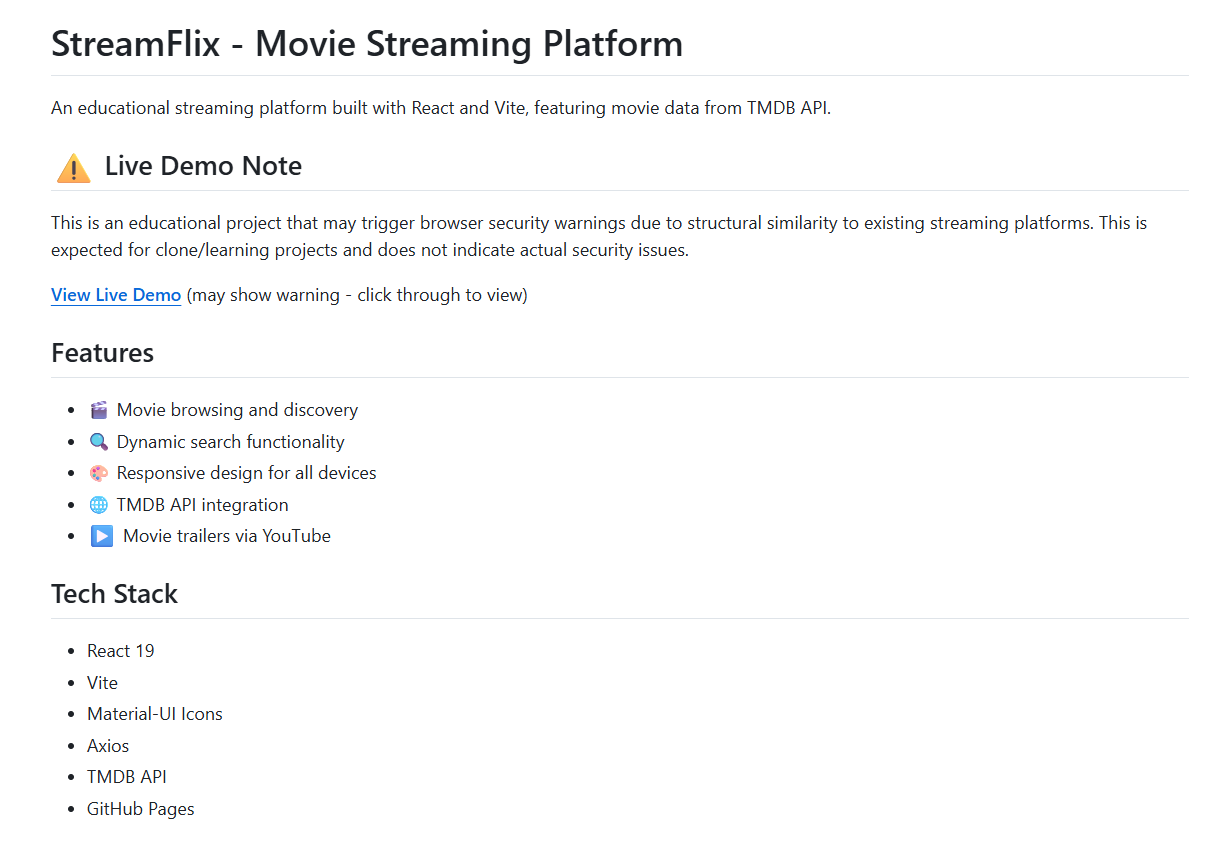 StreamFlix - Movie Streaming Platform
An educational streaming platform built with React and Vite, featuring movie data from TMDB API.
⚠️ Live Demo Note
This is an educational project that may trigger browser security warnings due to structural similarity to existing streaming platforms. This is
expected for clone/learning projects and does not indicate actual security issues.
View Live Demo (may show warning - click through to view)
Features
• 🎬 Movie browsing and discovery
• 🔍 Dynamic search functionality
• 🎨 Responsive design for all devices
• 🌐 TMDB API integration
• ▶️ Movie trailers via YouTube
Tech Stack
• React 19
• Vite
• Material-UI Icons
• Axios
• TMDB API
• GitHub Pages